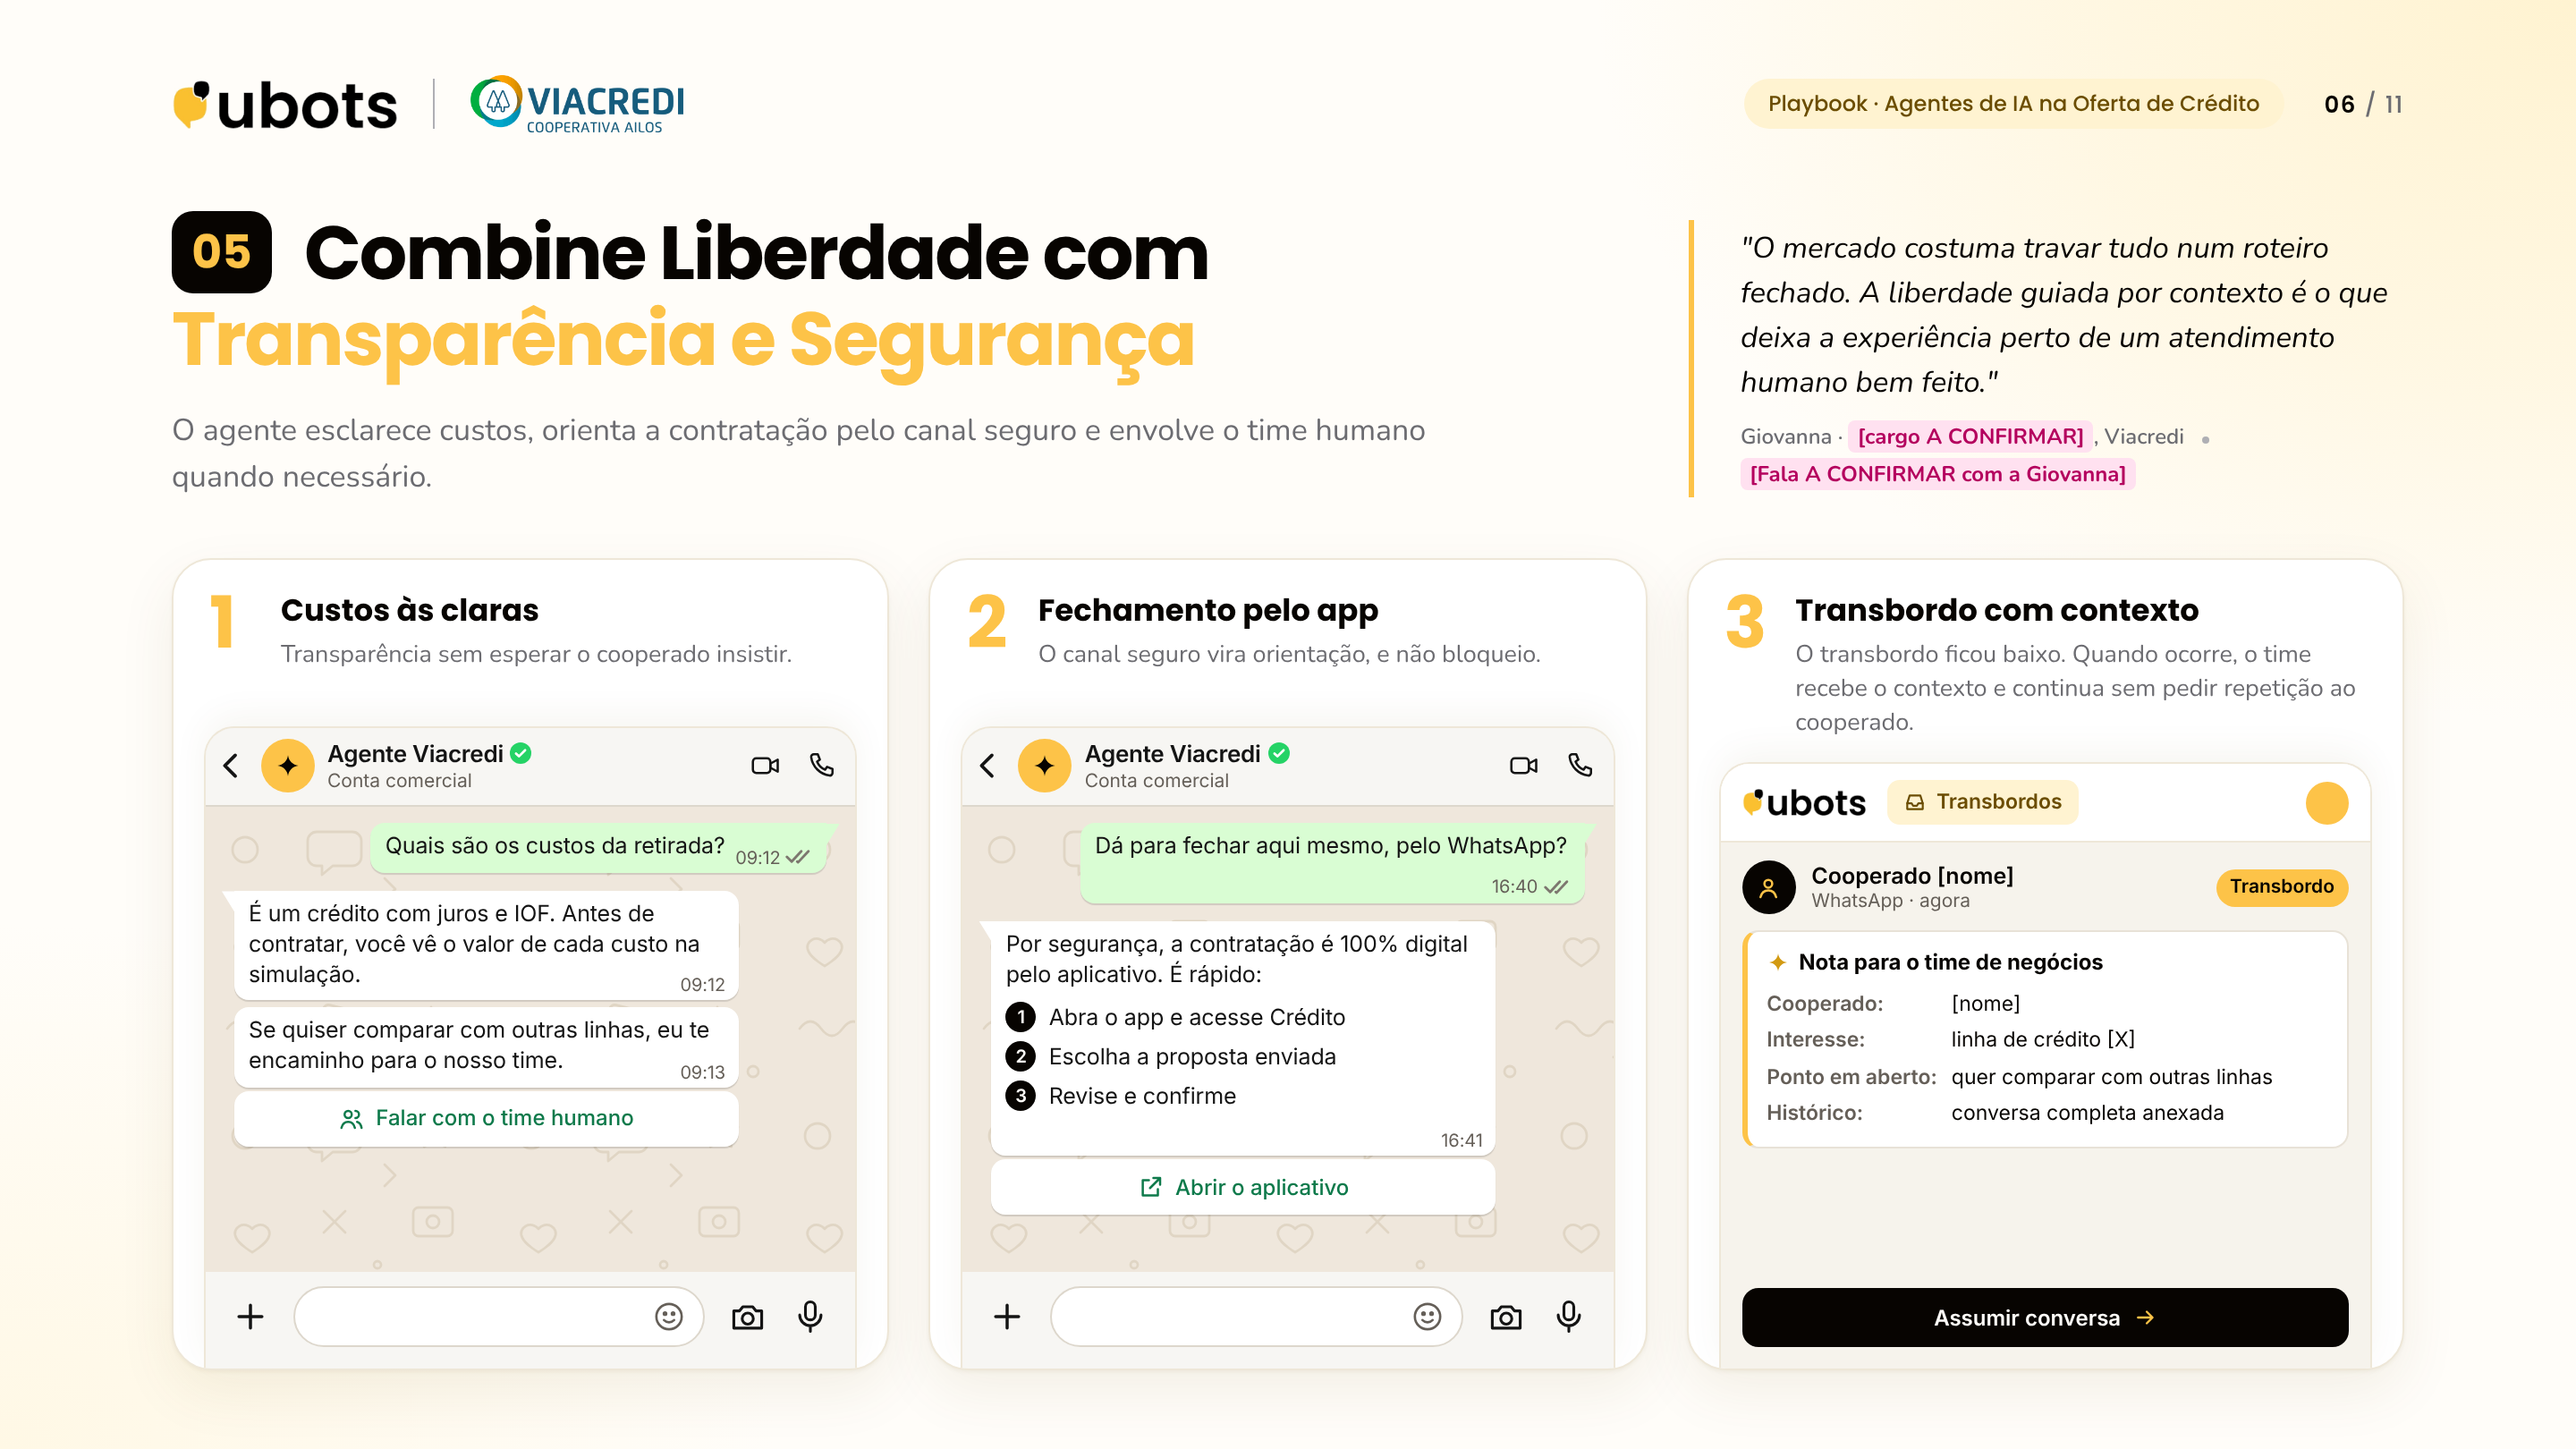 ubots
VIACREDI
COOPERATIVA AILOS
Playbook · Agentes de IA na Oferta de Crédito
06 / 11
05 Combine Liberdade com
Transparência e Segurança
O agente esclarece custos, orienta a contratação pelo canal seguro e envolve o time humano
quando necessário.
"O mercado costuma travar tudo num roteiro
fechado. A liberdade guiada por contexto é o que
deixa a experiência perto de um atendimento
humano bem feito."
Giovanna · [cargo A CONFIRMAR], Viacredi •
[Fala A CONFIRMAR com a Giovanna]
1 Custos às claras
Transparência sem esperar o cooperado insistir.
Agente Viacredi
Conta comercial
Quais são os custos da retirada? 09:12
É um crédito com juros e IOF. Antes de
contratar, você vê o valor de cada custo na
simulação. 09:12
Se quiser comparar com outras linhas, eu te
encaminho para o nosso time. 09:13
Falar com o time humano
2 Fechamento pelo app
O canal seguro vira orientação, e não bloqueio.
Agente Viacredi
Conta comercial
Dá para fechar aqui mesmo, pelo WhatsApp?
16:40
Por segurança, a contratação é 100% digital
pelo aplicativo. É rápido:
1 Abra o app e acesse Crédito
2 Escolha a proposta enviada
3 Revise e confirme
16:41
Abrir o aplicativo
3 Transbordo com contexto
O transbordo ficou baixo. Quando ocorre, o time
recebe o contexto e continua sem pedir repetição ao
cooperado.
ubots Transbordos
Cooperado [nome]
WhatsApp · agora
Transbordo
Nota para o time de negócios
Cooperado: [nome]
Interesse: linha de crédito [X]
Ponto em aberto: quer comparar com outras linhas
Histórico: conversa completa anexada
Assumir conversa →